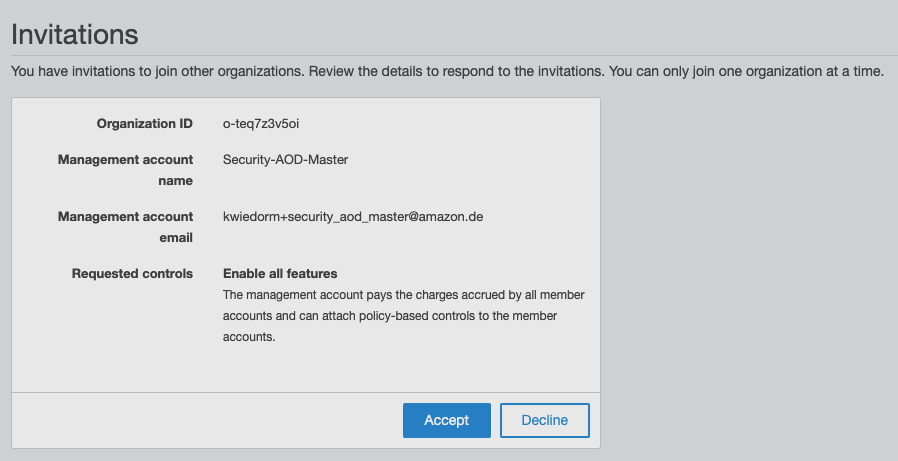 Invitations
You have invitations to join other organizations. Review the details to respond to the invitations. You can only join one organization at a time.
Organization ID o-teq7z3v5oi
Management account name Security-AOD-Master
Management account email kwiedorm+security_aod_master@amazon.de
Requested controls Enable all features
The management account pays the charges accrued by all member
accounts and can attach policy-based controls to the member
accounts.
Accept Decline